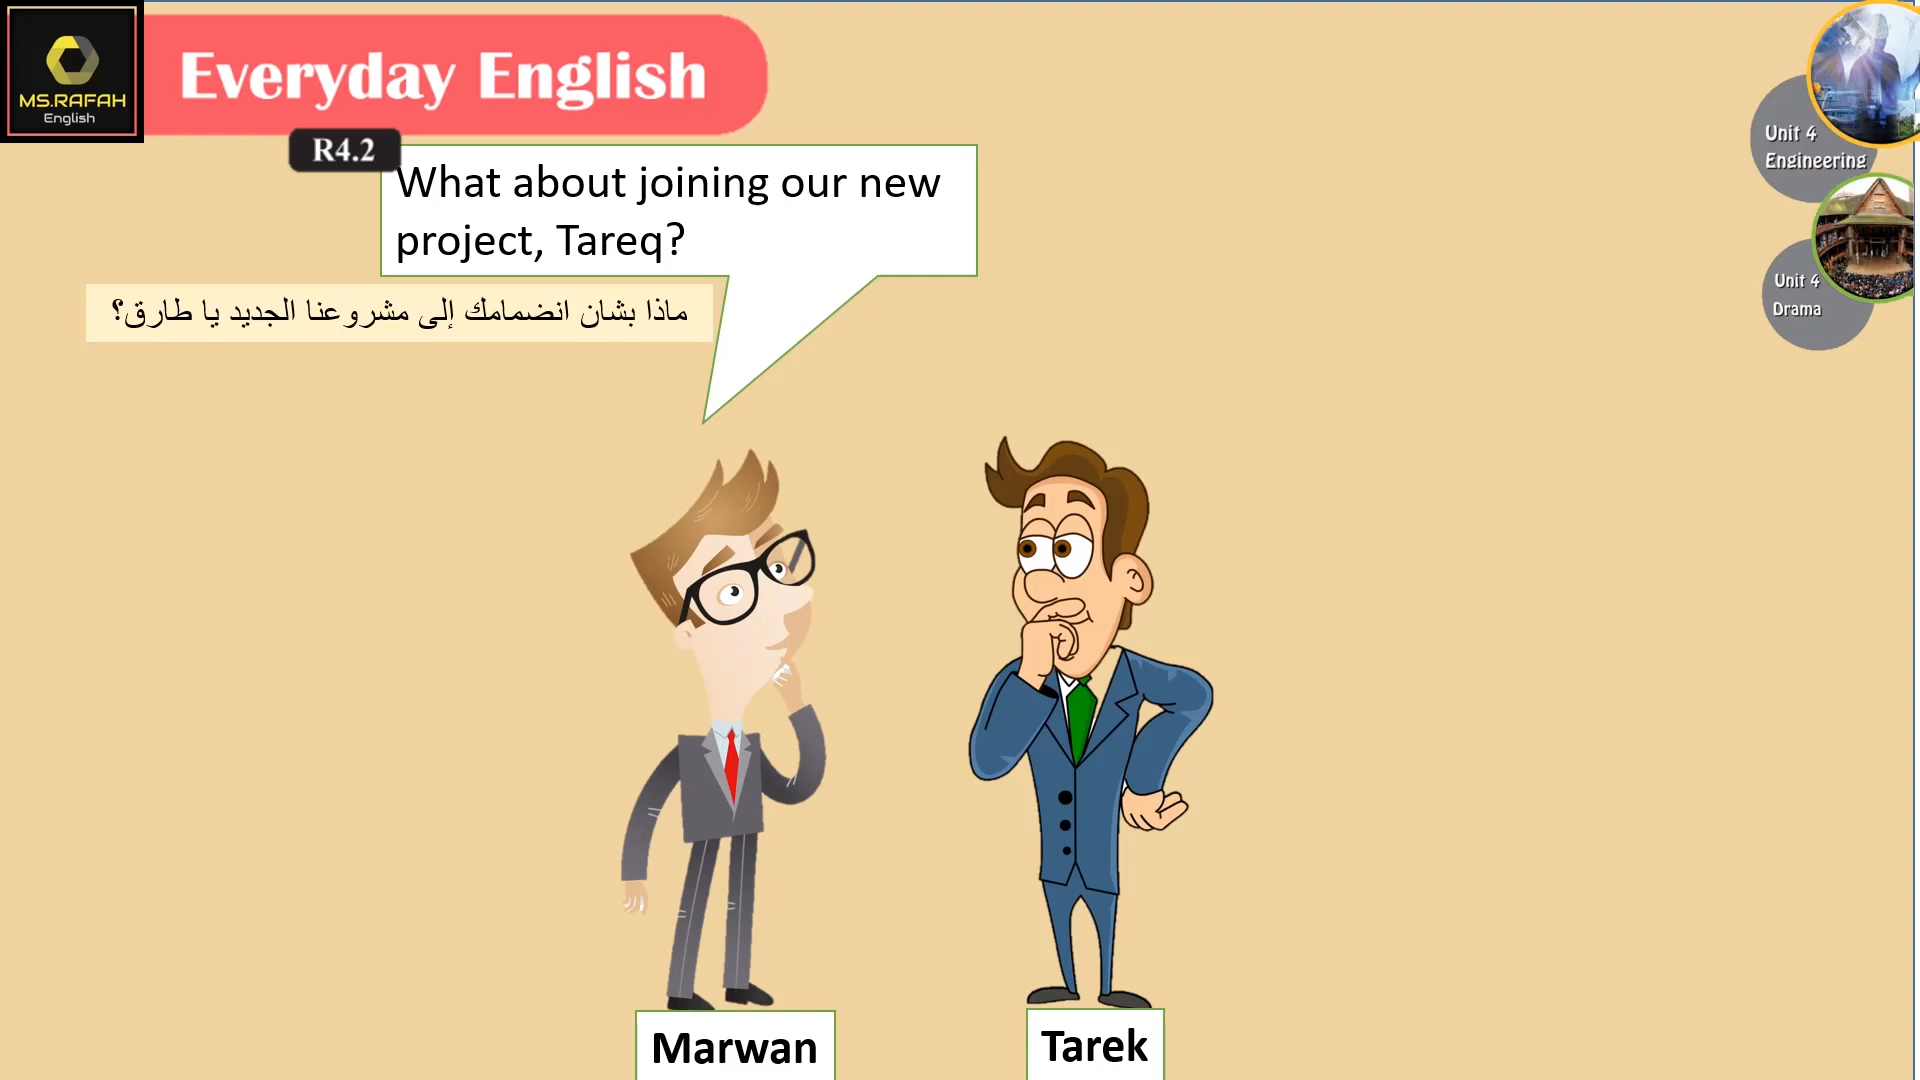 MS.RAFAH
English
Everyday English
R4.2
What about joining our new
project, Tareq?
ماذا بشان انضمامك إلى مشروعنا الجديد يا طارق؟
Unit 4
Engineering
Unit 4
Drama
Marwan
Tarek